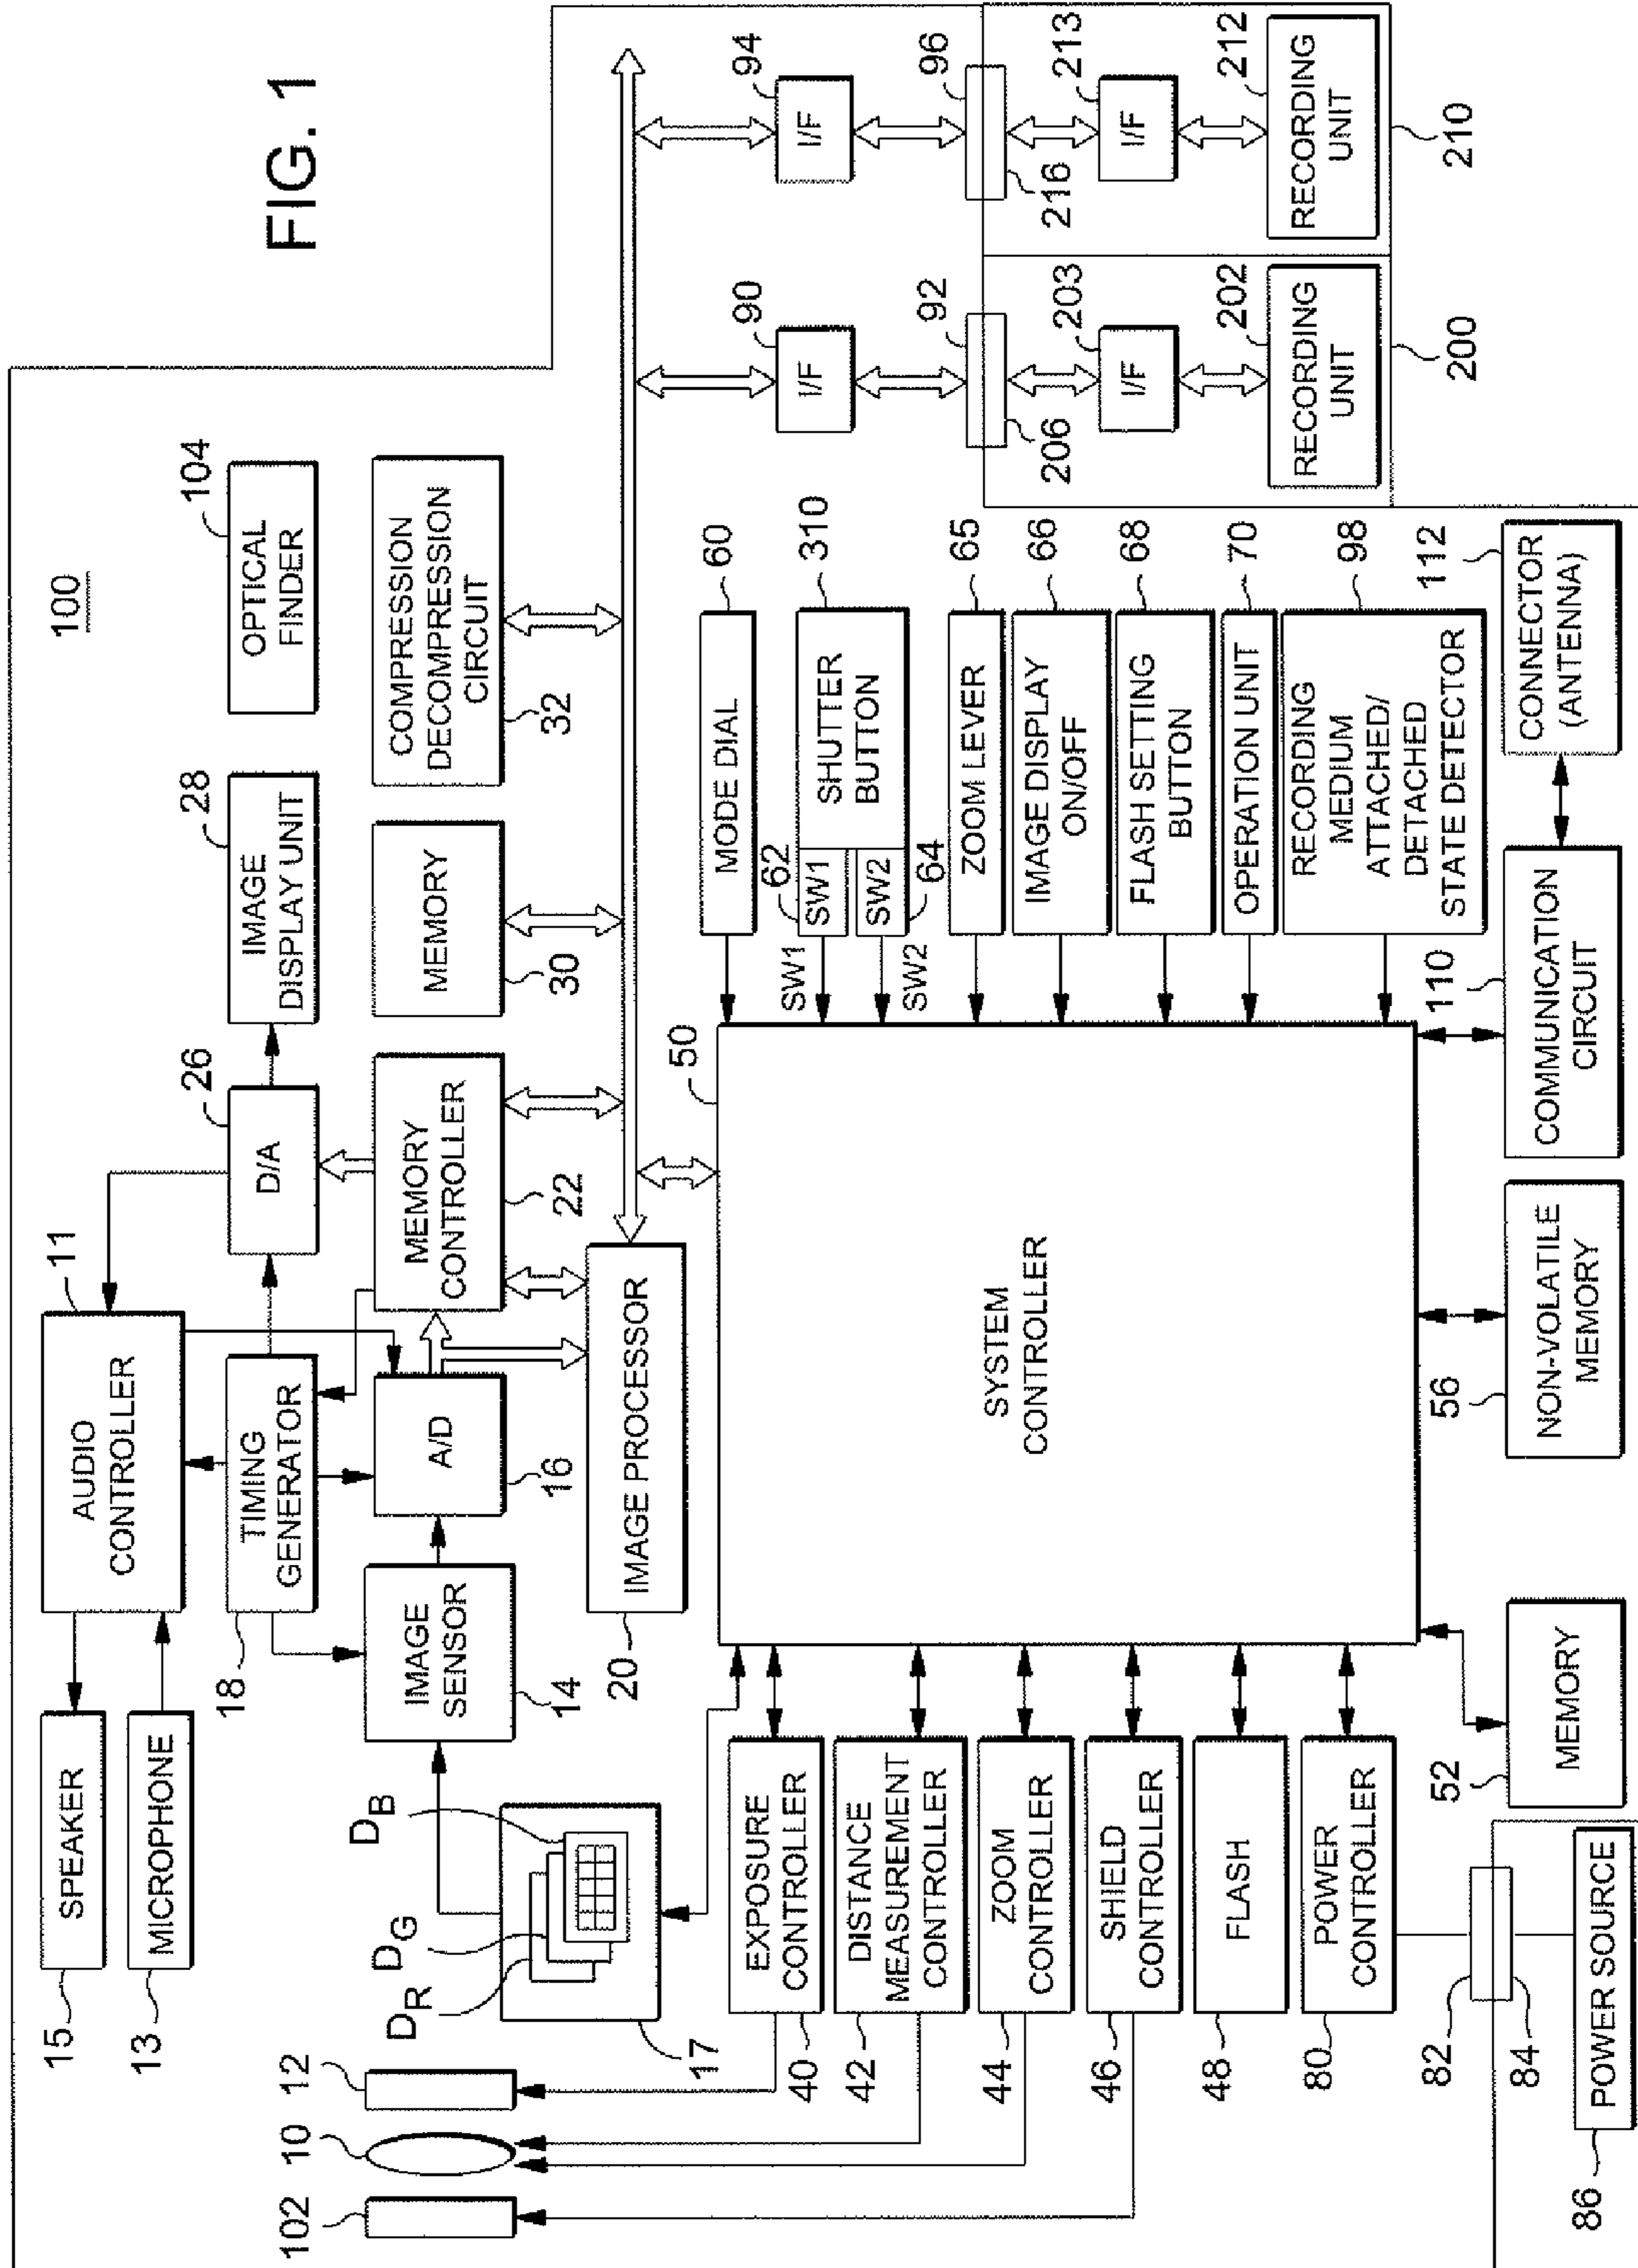 FIG. 1
100
15
SPEAKER
13
MICROPHONE
AUDIO
CONTROLLER
11
18
TIMING
GENERATOR
D/A
26
IMAGE
DISPLAY UNIT
28
OPTICAL
FINDER
104
102
10
12
17
D_R
D_G
D_B
IMAGE
SENSOR
14
A/D
16
MEMORY
CONTROLLER
22
MEMORY
30
COMPRESSION
DECOMPRESSION
CIRCUIT
32
20
IMAGE PROCESSOR
40
EXPOSURE
CONTROLLER
42
DISTANCE
MEASUREMENT
CONTROLLER
44
ZOOM
CONTROLLER
46
SHIELD
CONTROLLER
48
FLASH
80
POWER
CONTROLLER
82
84
86
POWER SOURCE
SYSTEM
CONTROLLER
50
52
MEMORY
56
NON-VOLATILE
MEMORY
110
COMMUNICATION
CIRCUIT
CONNECTOR
(ANTENNA)
112
MODE DIAL
60
SW1
62
SW1
SHUTTER
BUTTON
310
SW2
SW2
64
ZOOM LEVER
65
IMAGE DISPLAY
ON/OFF
66
FLASH SETTING
BUTTON
68
OPERATION UNIT
70
RECORDING
MEDIUM
ATTACHED/
DETACHED
STATE DETECTOR
98
90
I/F
92
206
203
I/F
202
RECORDING
UNIT
200
94
I/F
96
216
213
I/F
212
RECORDING
UNIT
210